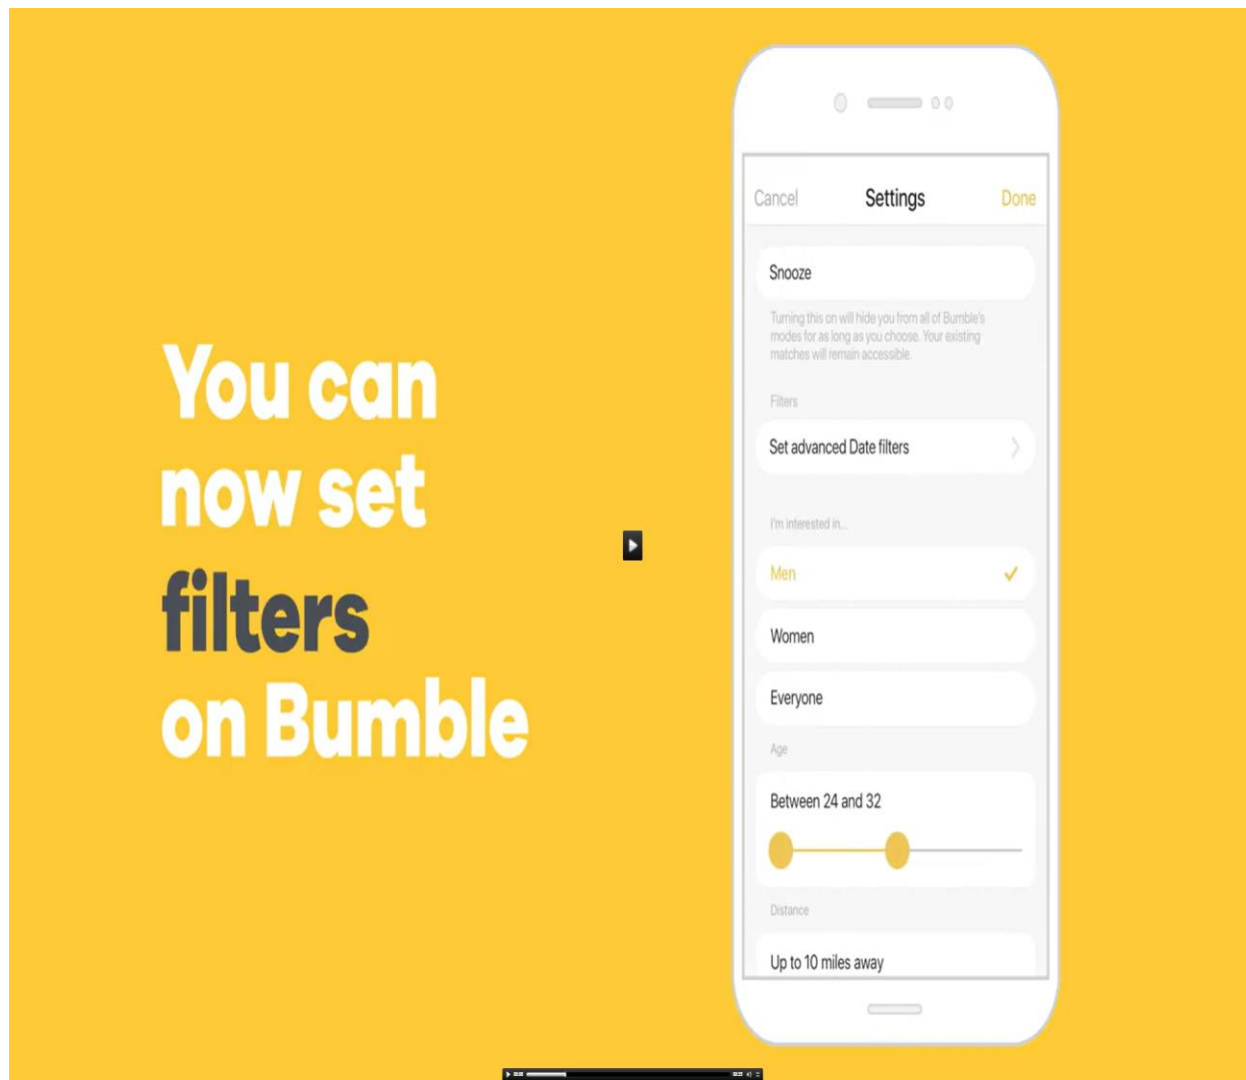 You can
now set
filters
on Bumble
Cancel Settings Done
Snooze
Turning this on will hide you from all of Bumble's
modes for as long as you choose. Your existing
matches will remain accessible.
Filters
Set advanced Date filters
I'm interested in...
Men
Women
Everyone
Age
Between 24 and 32
Distance
Up to 10 miles away